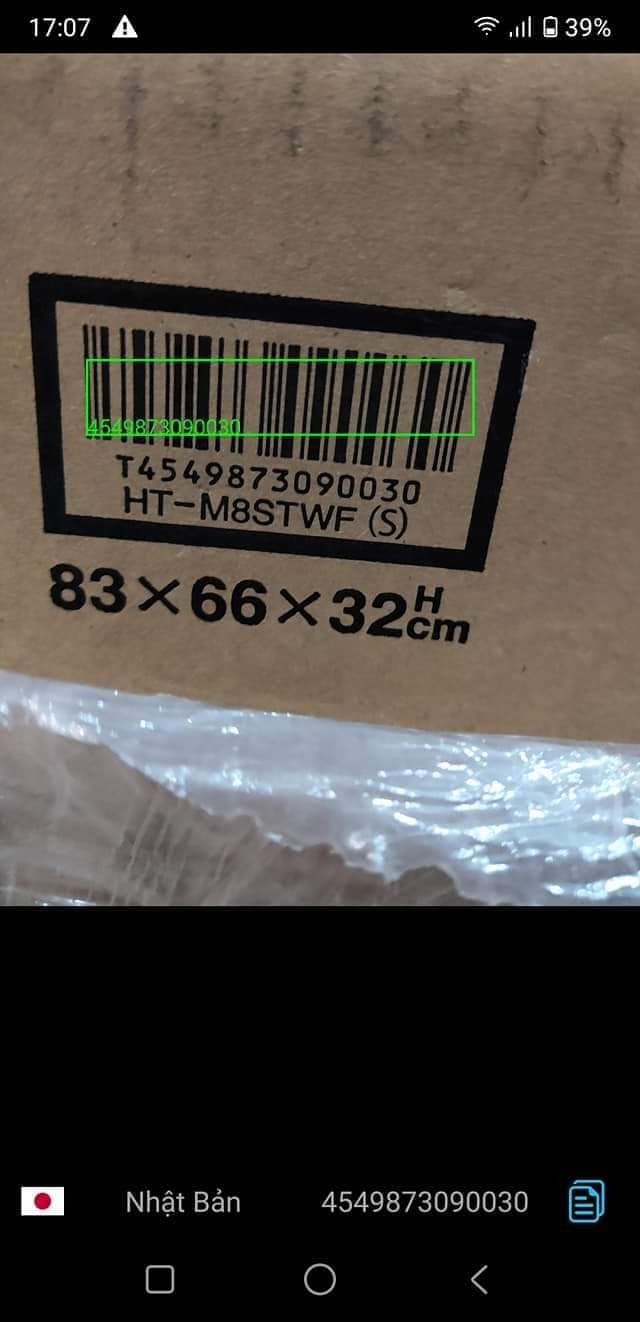 17:07
39%
4549873090030
T4549873090030
HT-M8STWF (S)
83×66×32 H cm
Nhật Bản
4549873090030